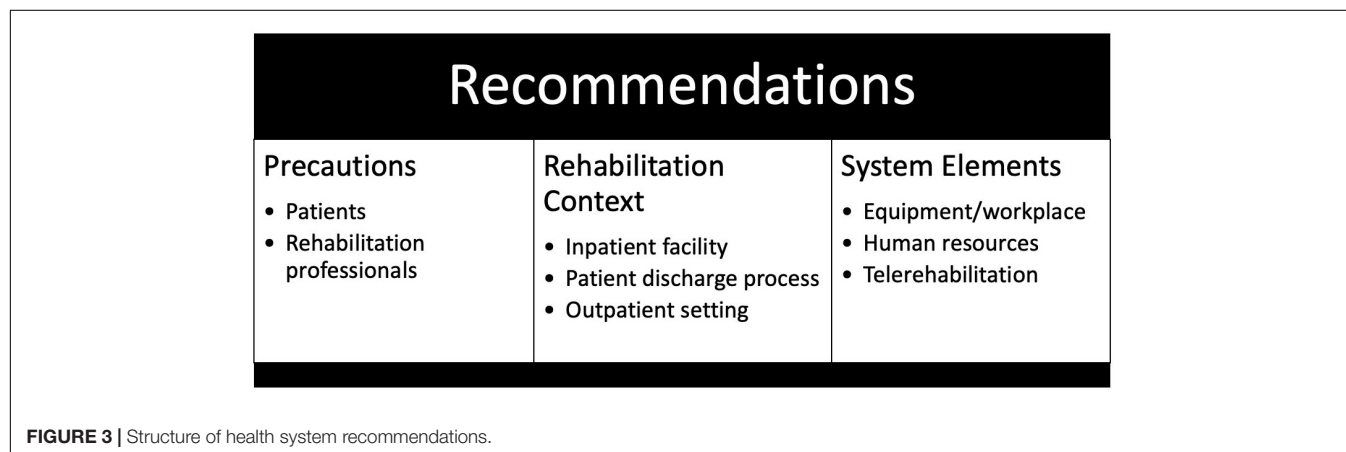 Recommendations
Precautions
• Patients
• Rehabilitation
professionals
Rehabilitation
Context
• Inpatient facility
• Patient discharge process
• Outpatient setting
System Elements
• Equipment/workplace
• Human resources
• Telerehabilitation
FIGURE 3 | Structure of health system recommendations.